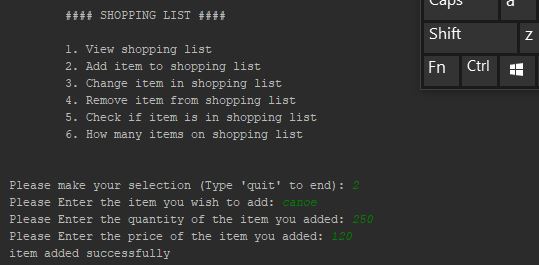 #### SHOPPING LIST ####
1. View shopping list
2. Add item to shopping list
3. Change item in shopping list
4. Remove item from shopping list
5. Check if item is in shopping list
6. How many items on shopping list
Please make your selection (Type 'quit' to end): 2
Please Enter the item you wish to add: canoe
Please Enter the quantity of the item you added: 250
Please Enter the price of the item you added: 120
item added successfully
Caps a
Shift z
Fn Ctrl